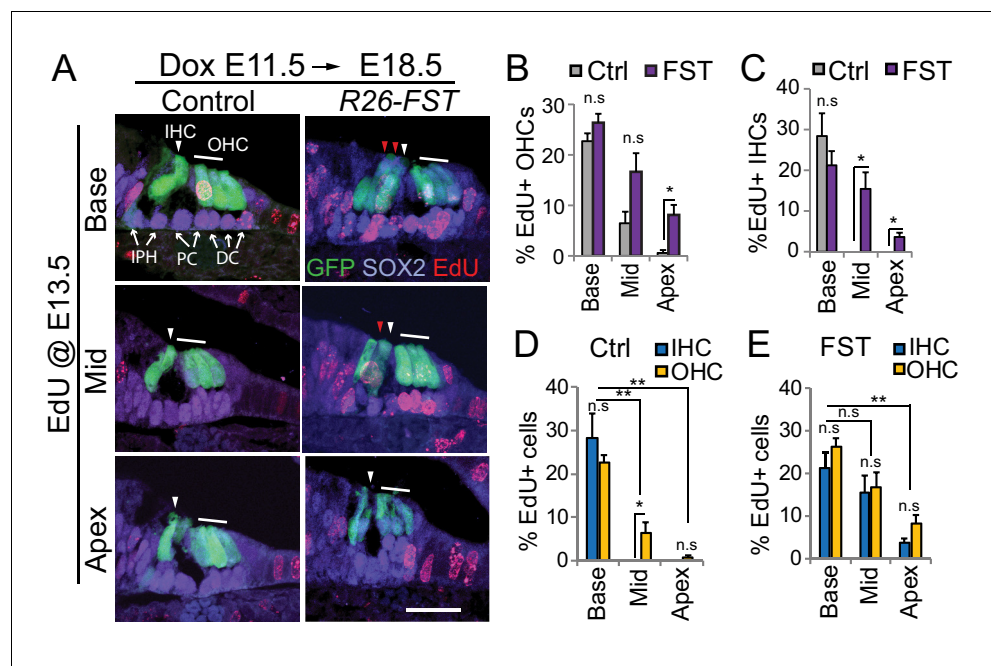 A
Dox E11.5 → E18.5
Control R26-FST
EdU @ E13.5
Base
IHC OHC
IPH PC DC
GFP SOX2 EdU
Mid
Apex
B
Ctrl FST
% EdU+ OHCs
30
20
10
0
n.s
n.s
*
Base Mid Apex
C
Ctrl FST
%EdU+ IHCs
40
30
20
10
0
n.s
*
*
Base Mid Apex
D
Ctrl
IHC
OHC
% EdU+ cells
40
30
20
10
0
**
**
n.s
*
n.s
Base Mid Apex
E
FST
IHC
OHC
% EdU+ cells
40
30
20
10
0
**
n.s
n.s
n.s
n.s
Base Mid Apex